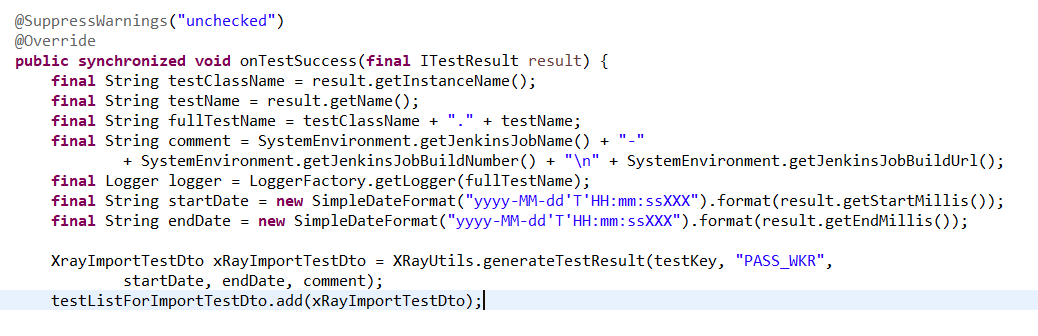 @SuppressWarnings("unchecked")
@Override
public synchronized void onTestSuccess(final ITestResult result) {
final String testClassName = result.getInstanceName();
final String testName = result.getName();
final String fullTestName = testClassName + "." + testName;
final String comment = SystemEnvironment.getJenkinsJobName() + "-"
+ SystemEnvironment.getJenkinsJobBuildNumber() + "\n" + SystemEnvironment.getJenkinsJobBuildUrl();
final Logger logger = LoggerFactory.getLogger(fullTestName);
final String startDate = new SimpleDateFormat("yyyy-MM-dd'T'HH:mm:ssXXX").format(result.getStartMillis());
final String endDate = new SimpleDateFormat("yyyy-MM-dd'T'HH:mm:ssXXX").format(result.getEndMillis());
XrayImportTestDto xRayImportTestDto = XRayUtils.generateTestResult(testKey, "PASS_WKR",
startDate, endDate, comment);
testListForImportTestDto.add(xRayImportTestDto);